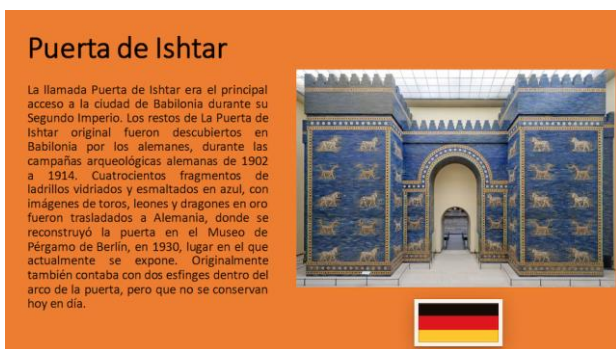 Puerta de Ishtar
La llamada Puerta de Ishtar era el principal
acceso a la ciudad de Babilonia durante su
Segundo Imperio. Los restos de La Puerta de
Ishtar original fueron descubiertos en
Babilonia por los alemanes, durante las
campañas arqueológicas alemanas de 1902
a 1914. Cuatrocientos fragmentos de
ladrillos vidriados y esmaltados en azul, con
imágenes de toros, leones y dragones en oro
fueron trasladados a Alemania, donde se
reconstruyó la puerta en el Museo de
Pérgamo de Berlín, en 1930, lugar en el que
actualmente se expone. Originalmente
también contaba con dos esfinges dentro del
arco de la puerta, pero que no se conservan
hoy en día.